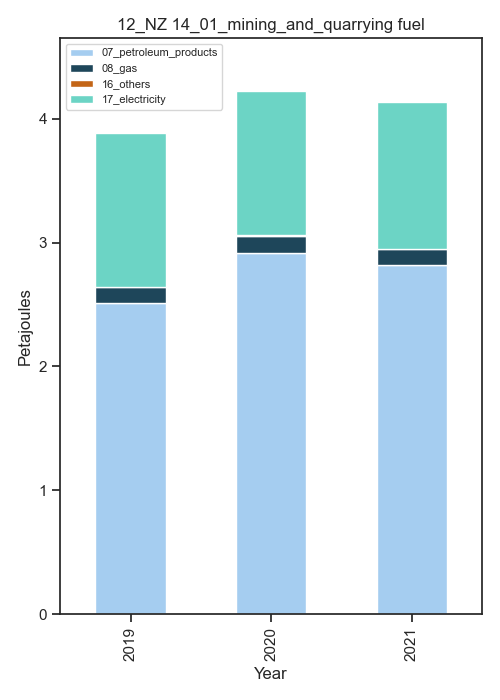 12_NZ 14_01_mining_and_quarrying fuel
07_petroleum_products
08_gas
16_others
17_electricity
4
3
2
1
0
Petajoules
2019
2020
2021
Year